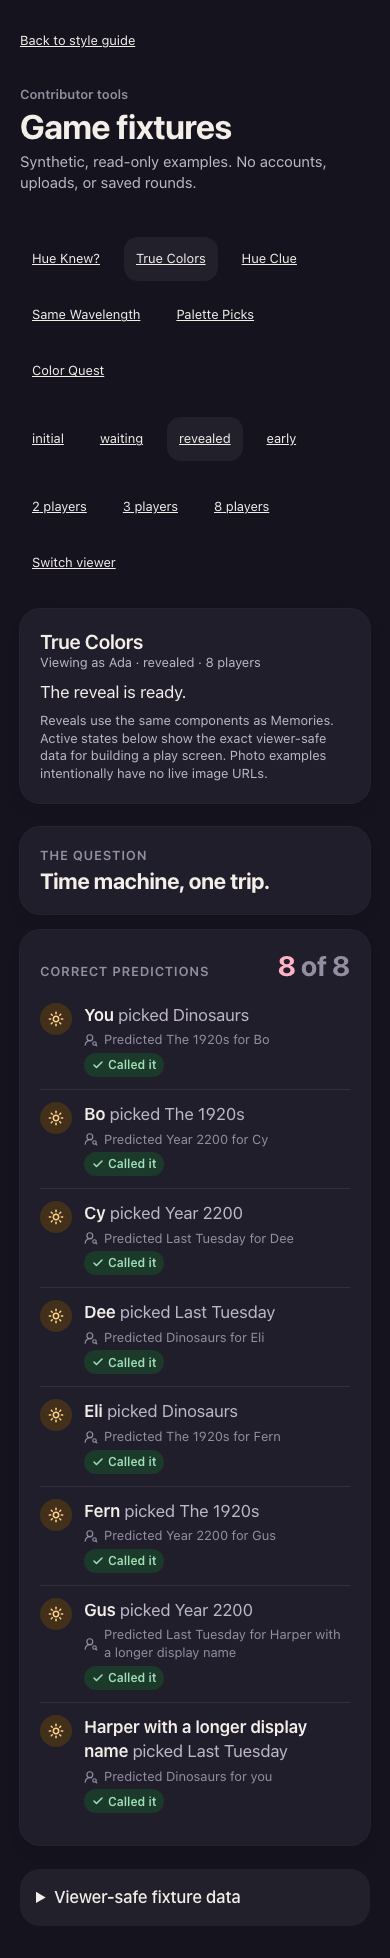 Back to style guide
Contributor tools
Game fixtures
Synthetic, read-only examples. No accounts,
uploads, or saved rounds.
Hue Knew? True Colors Hue Clue
Same Wavelength Palette Picks
Color Quest
initial waiting revealed early
2 players 3 players 8 players
Switch viewer
True Colors
Viewing as Ada · revealed · 8 players
The reveal is ready.
Reveals use the same components as Memories.
Active states below show the exact viewer-safe
data for building a play screen. Photo examples
intentionally have no live image URLs.
THE QUESTION
Time machine, one trip.
CORRECT PREDICTIONS 8 of 8
You picked Dinosaurs
Predicted The 1920s for Bo
Called it
Bo picked The 1920s
Predicted Year 2200 for Cy
Called it
Cy picked Year 2200
Predicted Last Tuesday for Dee
Called it
Dee picked Last Tuesday
Predicted Dinosaurs for Eli
Called it
Eli picked Dinosaurs
Predicted The 1920s for Fern
Called it
Fern picked The 1920s
Predicted Year 2200 for Gus
Called it
Gus picked Year 2200
Predicted Last Tuesday for Harper with
a longer display name
Called it
Harper with a longer display
name picked Last Tuesday
Predicted Dinosaurs for you
Called it
Viewer-safe fixture data